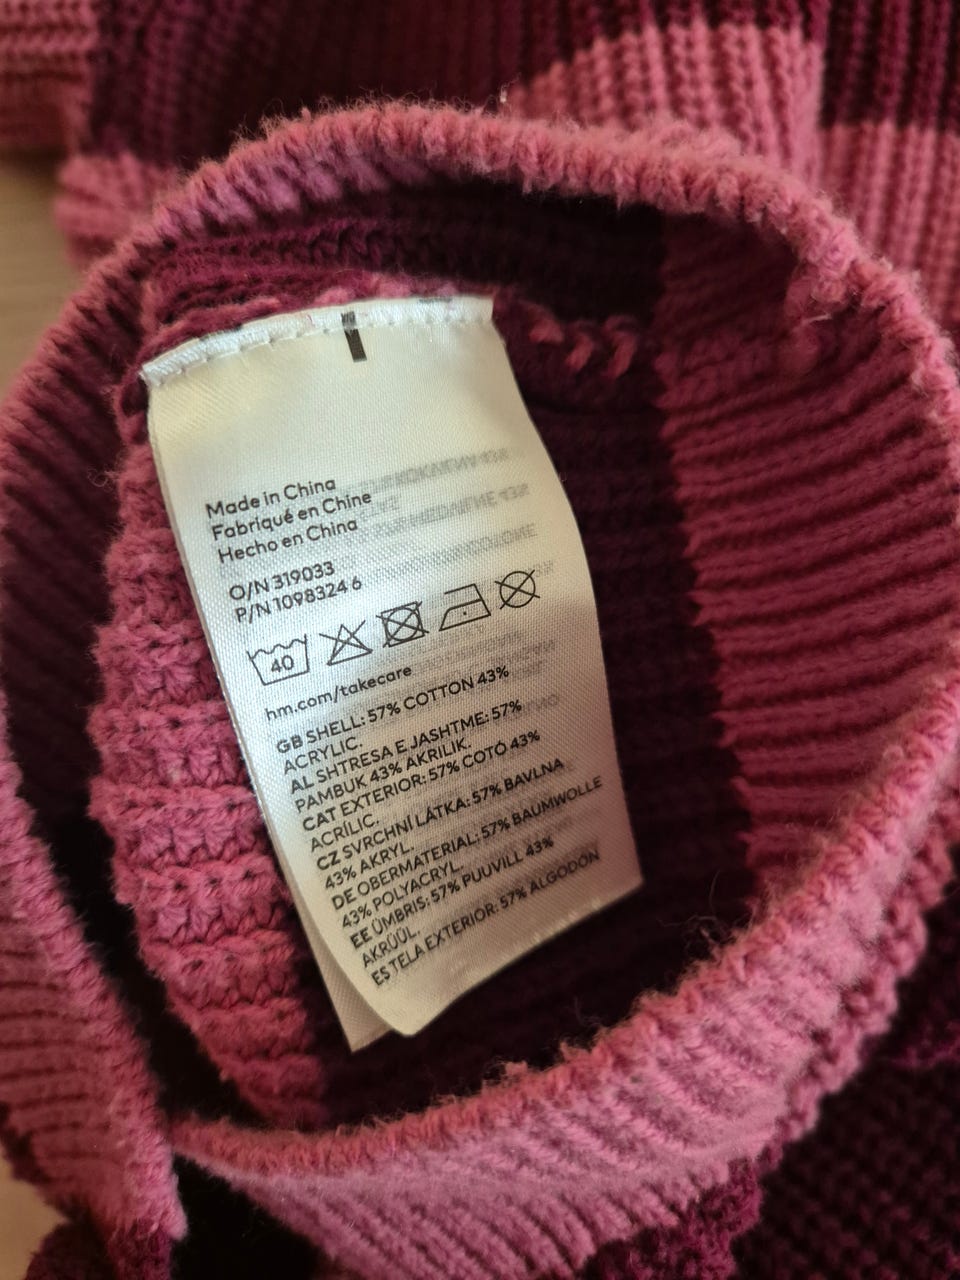 Made in China
Fabriqué en Chine
Hecho en China
O/N 319033
P/N 1098324 6
40
hm.com/takecare
GB SHELL: 57% COTTON 43%
ACRYLIC.
AL SHTRESA E JASHTME: 57%
PAMBUK 43% AKRILIK.
CAT EXTERIOR: 57% COTÓ 43%
ACRÍLIC.
CZ SVRCHNÍ LÁTKA: 57% BAVLNA
43% AKRYL.
DE OBERMATERIAL: 57% BAUMWOLLE
43% POLYACRYL.
EE ÜMBRIS: 57% PUUVILL 43%
AKRÜÜL.
ES TELA EXTERIOR: 57% ALGODÓN